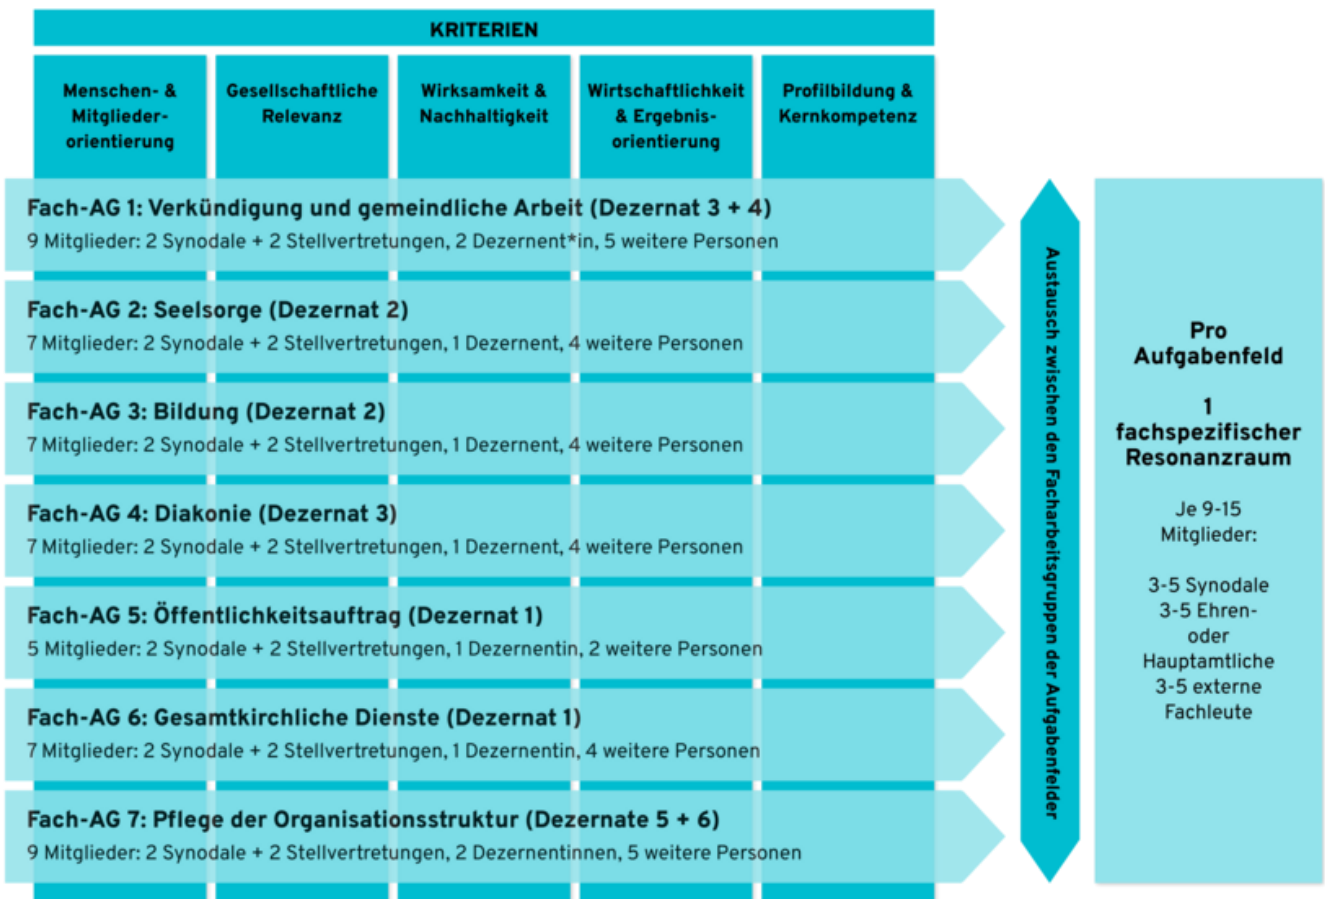 KRITERIEN
Menschen- &
Mitglieder-
orientierung
Gesellschaftliche
Relevanz
Wirksamkeit &
Nachhaltigkeit
Wirtschaftlichkeit
& Ergebnis-
orientierung
Profilbildung &
Kernkompetenz
Fach-AG 1: Verkündigung und gemeindliche Arbeit (Dezernat 3 + 4)
9 Mitglieder: 2 Synodale + 2 Stellvertretungen, 2 Dezernent*in, 5 weitere Personen
Fach-AG 2: Seelsorge (Dezernat 2)
7 Mitglieder: 2 Synodale + 2 Stellvertretungen, 1 Dezernent, 4 weitere Personen
Fach-AG 3: Bildung (Dezernat 2)
7 Mitglieder: 2 Synodale + 2 Stellvertretungen, 1 Dezernent, 4 weitere Personen
Fach-AG 4: Diakonie (Dezernat 3)
7 Mitglieder: 2 Synodale + 2 Stellvertretungen, 1 Dezernent, 4 weitere Personen
Fach-AG 5: Öffentlichkeitsauftrag (Dezernat 1)
5 Mitglieder: 2 Synodale + 2 Stellvertretungen, 1 Dezernentin, 2 weitere Personen
Fach-AG 6: Gesamtkirchliche Dienste (Dezernat 1)
7 Mitglieder: 2 Synodale + 2 Stellvertretungen, 1 Dezernentin, 4 weitere Personen
Fach-AG 7: Pflege der Organisationsstruktur (Dezernate 5 + 6)
9 Mitglieder: 2 Synodale + 2 Stellvertretungen, 2 Dezernentinnen, 5 weitere Personen
Austausch zwischen den Facharbeitsgruppen der Aufgabenfelder
Pro
Aufgabenfeld
1
fachspezifischer
Resonanzraum
Je 9-15
Mitglieder:
3-5 Synodale
3-5 Ehren-
oder
Hauptamtliche
3-5 externe
Fachleute